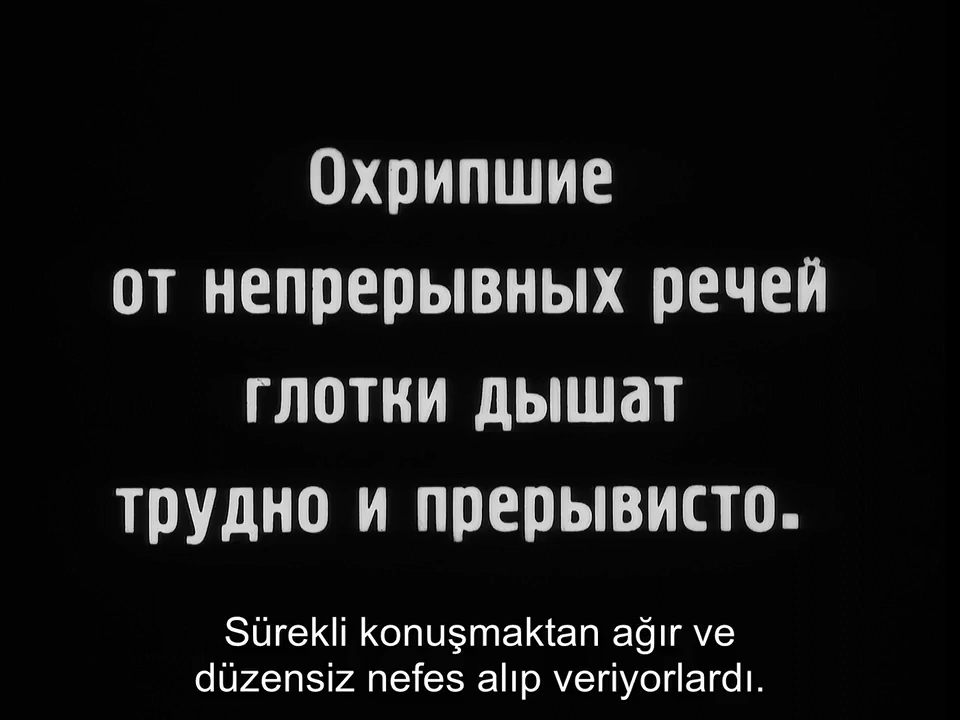 Охрипшие
от непрерывных речей
глотки дышат
трудно и прерывисто.
Sürekli konuşmaktan ağır ve
düzensiz nefes alıp veriyorlardı.